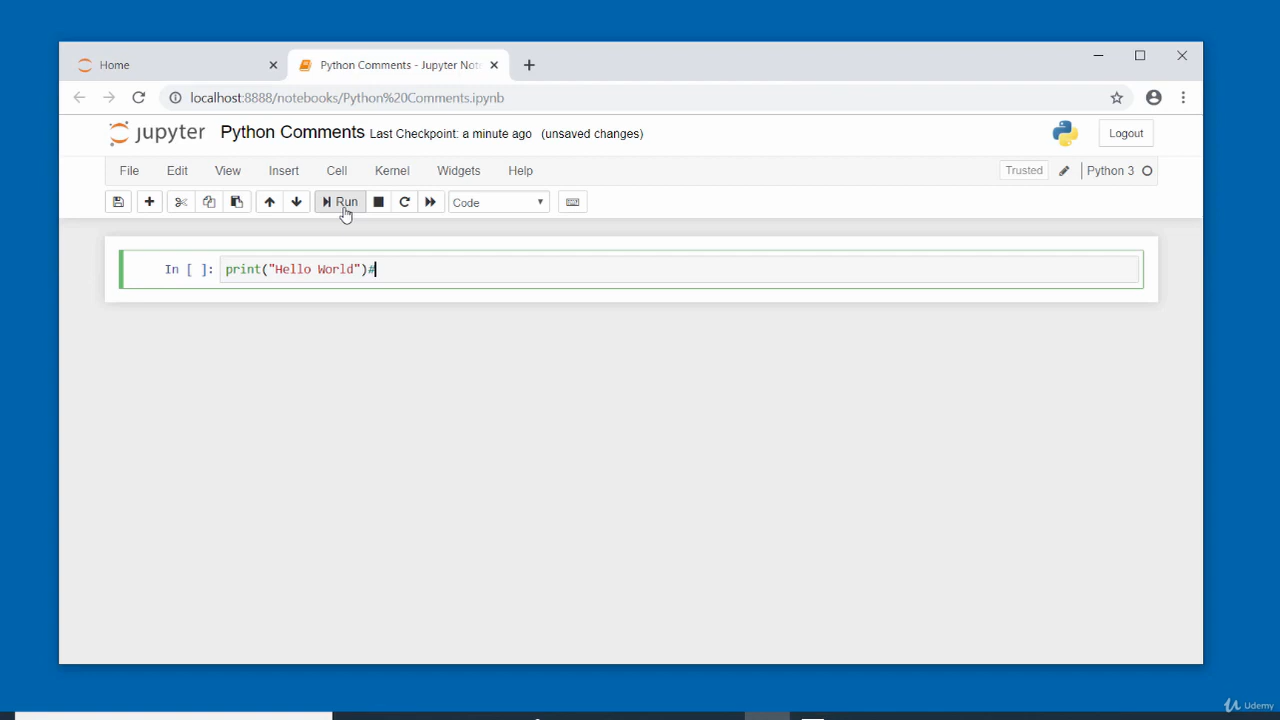 Home
Python Comments - Jupyter Not
localhost:8888/notebooks/Python%20Comments.ipynb
jupyter Python Comments Last Checkpoint: a minute ago (unsaved changes) Logout
File Edit View Insert Cell Kernel Widgets Help Trusted Python 3
Run Code
In [ ]: print("Hello World")#
Udemy